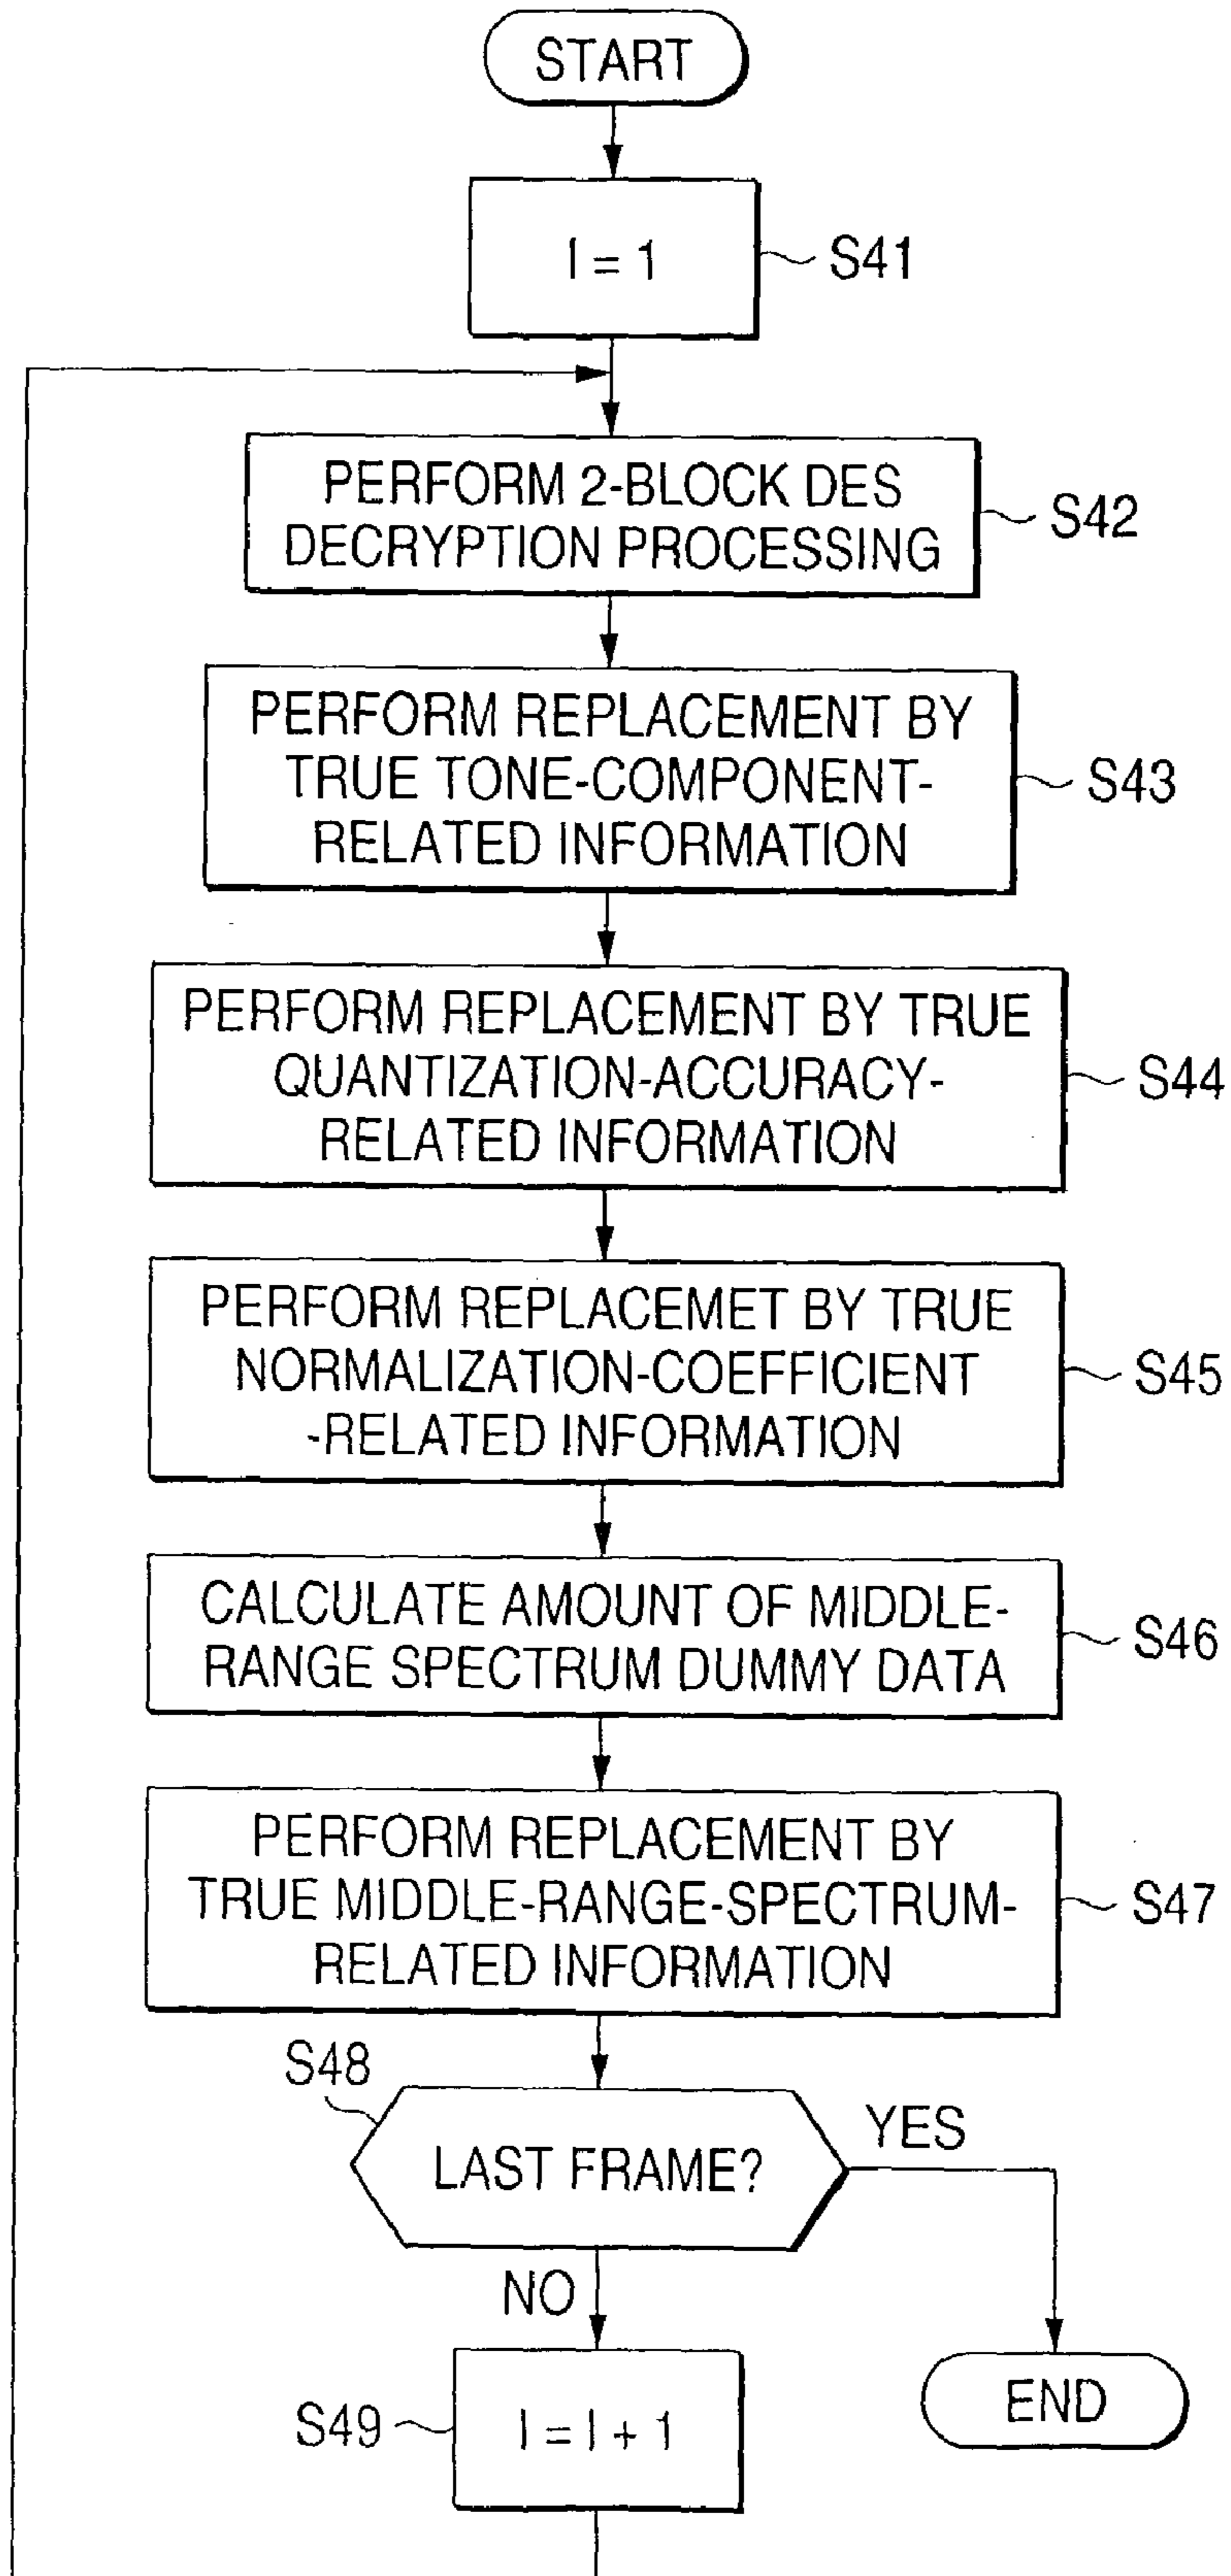 START
I = 1
S41
PERFORM 2-BLOCK DES
DECRYPTION PROCESSING
S42
PERFORM REPLACEMENT BY
TRUE TONE-COMPONENT-
RELATED INFORMATION
S43
PERFORM REPLACEMENT BY TRUE
QUANTIZATION-ACCURACY-
RELATED INFORMATION
S44
PERFORM REPLACEMET BY TRUE
NORMALIZATION-COEFFICIENT
-RELATED INFORMATION
S45
CALCULATE AMOUNT OF MIDDLE-
RANGE SPECTRUM DUMMY DATA
S46
PERFORM REPLACEMENT BY
TRUE MIDDLE-RANGE-SPECTRUM-
RELATED INFORMATION
S47
S48
LAST FRAME?
YES
NO
END
S49
I = I + 1